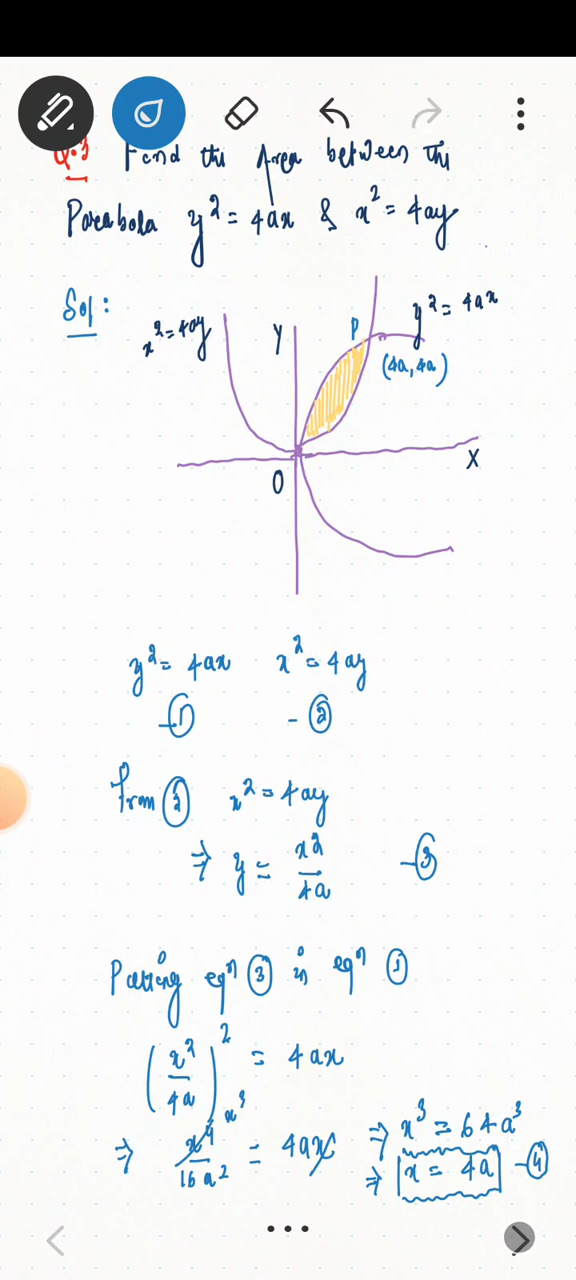 Q.3 Find the Area between the
Parabola y² = 4ax & x² = 4ay
Sol:
x² = 4ay
Y
P
y² = 4ax
(4a, 4a)
X
O
y² = 4ax x² = 4ay
—① —②
From ② x² = 4ay
⇒ y = x²/4a —③
Putting eqⁿ ③ in eqⁿ ①
(x²/4a)² = 4ax
⇒ x⁴/16a² = 4ax ⇒ x³ = 64a³
x³
⇒ x = 4a —④